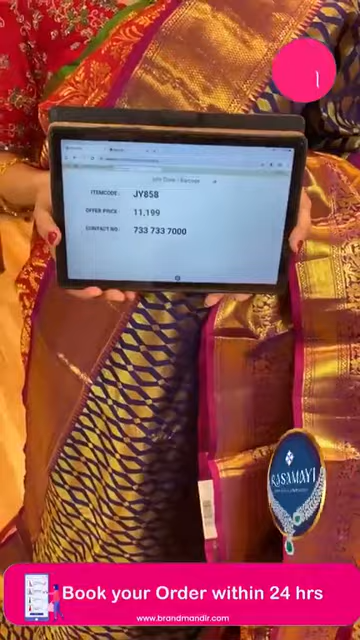 ITEMCODE : JY858
OFFER PRICE : 11,199
CONTACT NO : 733 733 7000
RASAMAYI
Book your Order within 24 hrs
www.brandmandir.com